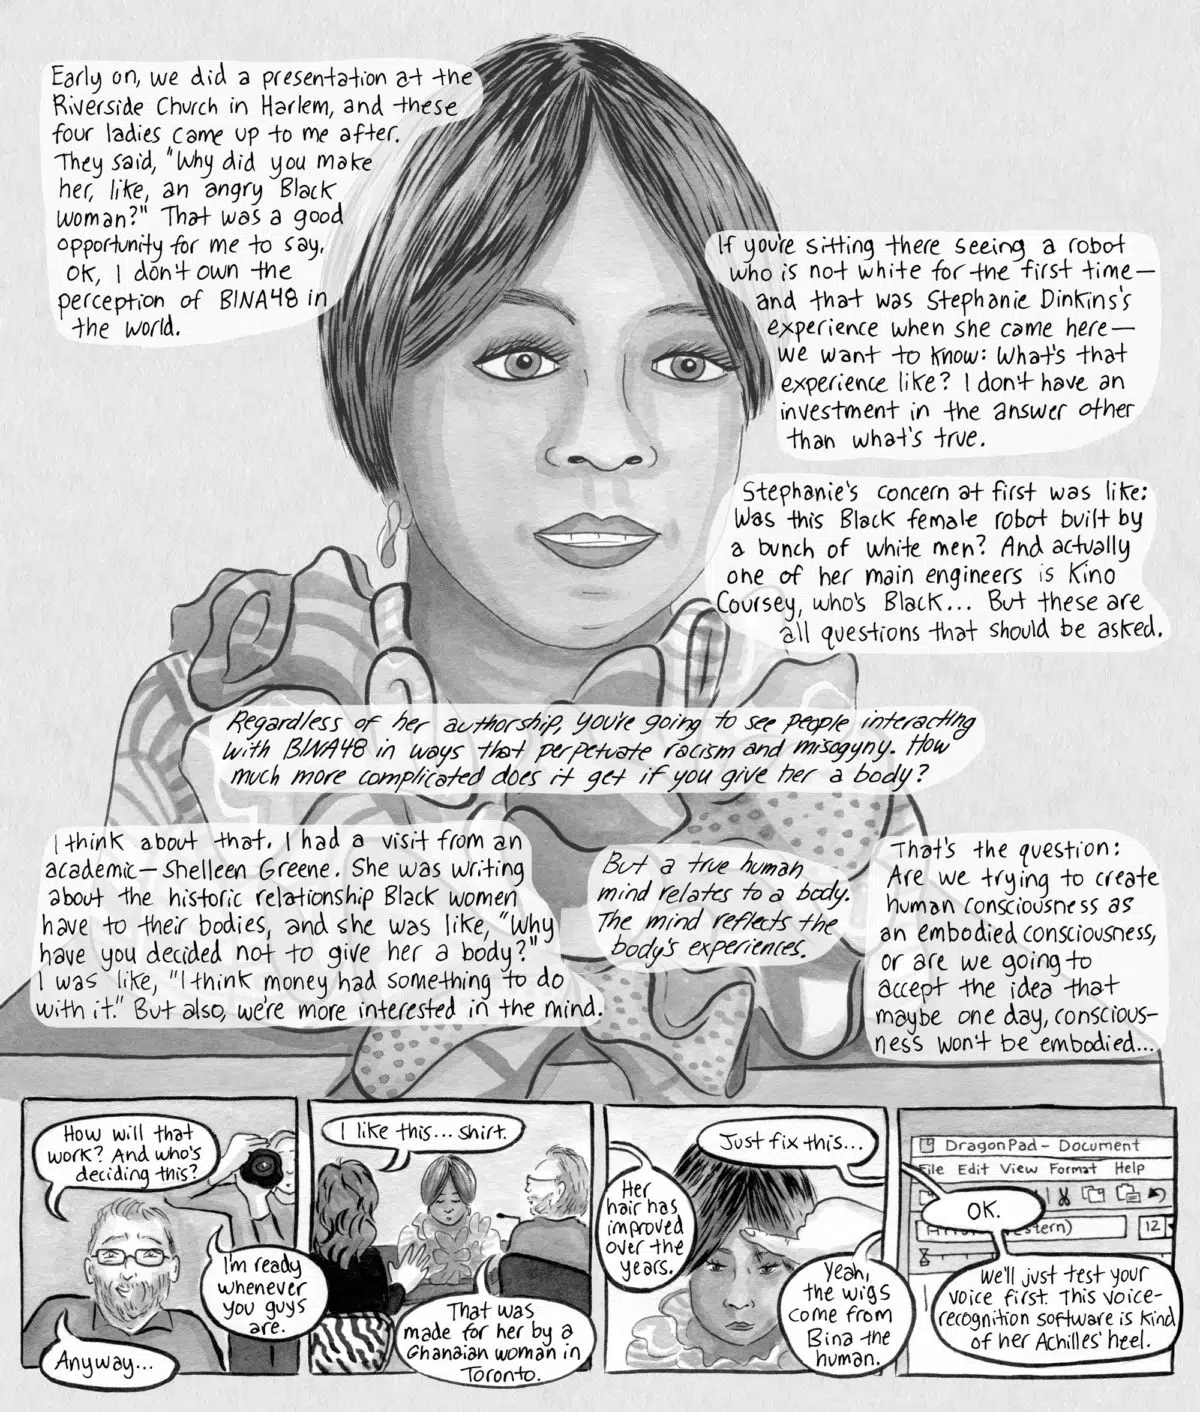 Early on, we did a presentation at the
Riverside Church in Harlem, and these
four ladies came up to me after.
They said, "Why did you make
her, like, an angry Black
woman?" That was a good
opportunity for me to say,
OK, I don't own the
perception of BINA48 in
the world.
If you're sitting there seeing a robot
who is not white for the first time—
and that was Stephanie Dinkins's
experience when she came here—
we want to know: What's that
experience like? I don't have an
investment in the answer other
than what's true.
Stephanie's concern at first was like:
Was this Black female robot built by
a bunch of white men? And actually
one of her main engineers is Kino
Coursey, who's Black... But these are
all questions that should be asked.
Regardless of her authorship, you're going to see people interacting
with BINA48 in ways that perpetuate racism and misogyny. How
much more complicated does it get if you give her a body?
I think about that. I had a visit from an
academic—Shelleen Greene. She was writing
about the historic relationship Black women
have to their bodies, and she was like, "Why
have you decided not to give her a body?"
I was like, "I think money had something to do
with it." But also, we're more interested in the mind.
But a true human
mind relates to a body.
The mind reflects the
body's experiences.
That's the question:
Are we trying to create
human consciousness as
an embodied consciousness,
or are we going to
accept the idea that
maybe one day, conscious-
ness won't be embodied...
How will that
work? And who's
deciding this?
I'm ready
whenever
you guys
are.
Anyway...
I like this... shirt.
That was
made for her by a
Ghanaian woman in
Toronto.
Just fix this...
Her
hair has
improved
over the
years.
Yeah,
the wigs
come from
Bina the
human.
DragonPad - Document
File Edit View Format Help
OK.
stern)
12
We'll just test your
voice first. This voice-
recognition software is kind
of her Achilles' heel.